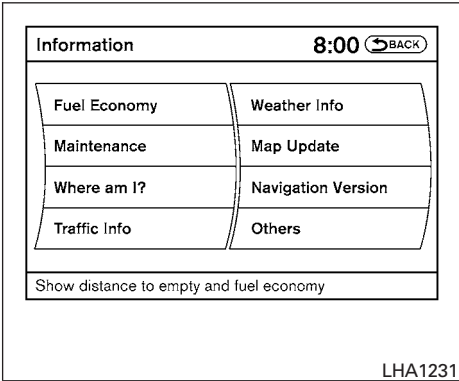 Information 8:00 BACK
Fuel Economy Weather Info
Maintenance Map Update
Where am I? Navigation Version
Traffic Info Others
Show distance to empty and fuel economy
LHA1231